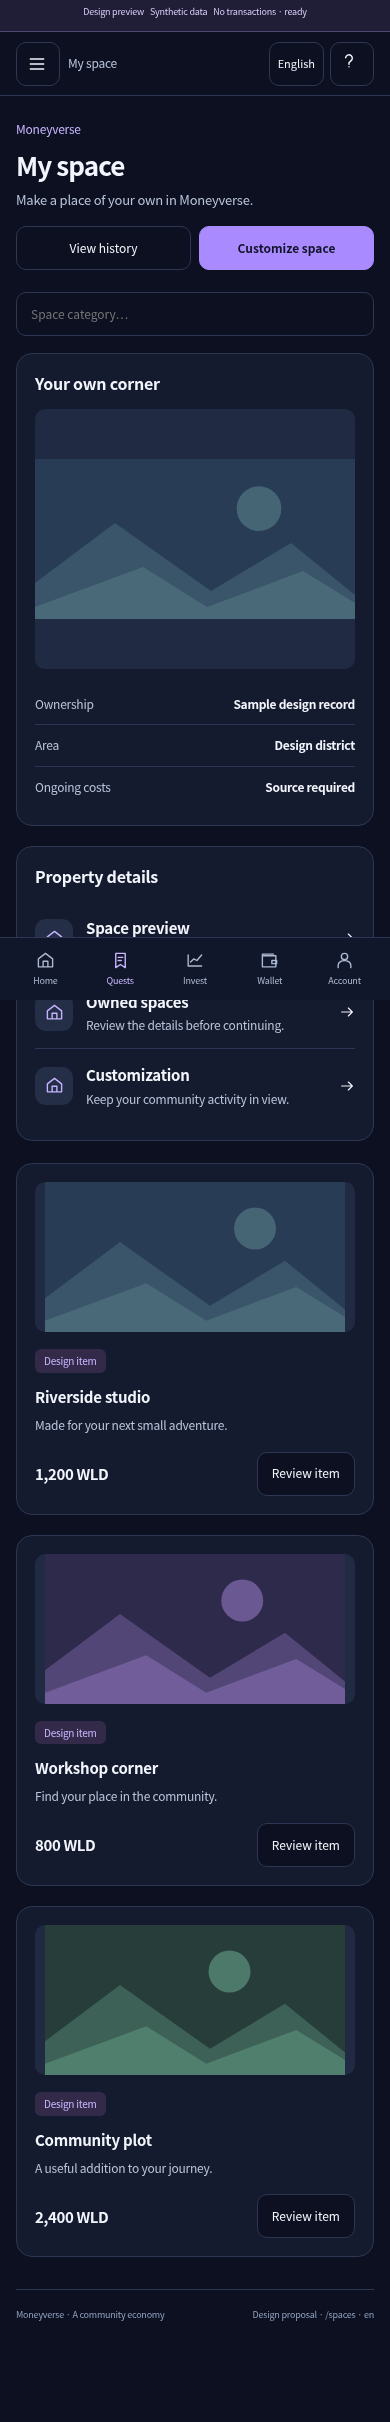 Design preview Synthetic data No transactions · ready
My space
English
?
Moneyverse
My space
Make a place of your own in Moneyverse.
View history
Customize space
Space category…
Your own corner
Ownership Sample design record
Area Design district
Ongoing costs Source required
Property details
Space preview
Home Quests Invest Wallet Account
Owned spaces
Review the details before continuing.
Customization
Keep your community activity in view.
Design item
Riverside studio
Made for your next small adventure.
1,200 WLD Review item
Design item
Workshop corner
Find your place in the community.
800 WLD Review item
Design item
Community plot
A useful addition to your journey.
2,400 WLD Review item
Moneyverse · A community economy Design proposal · /spaces · en